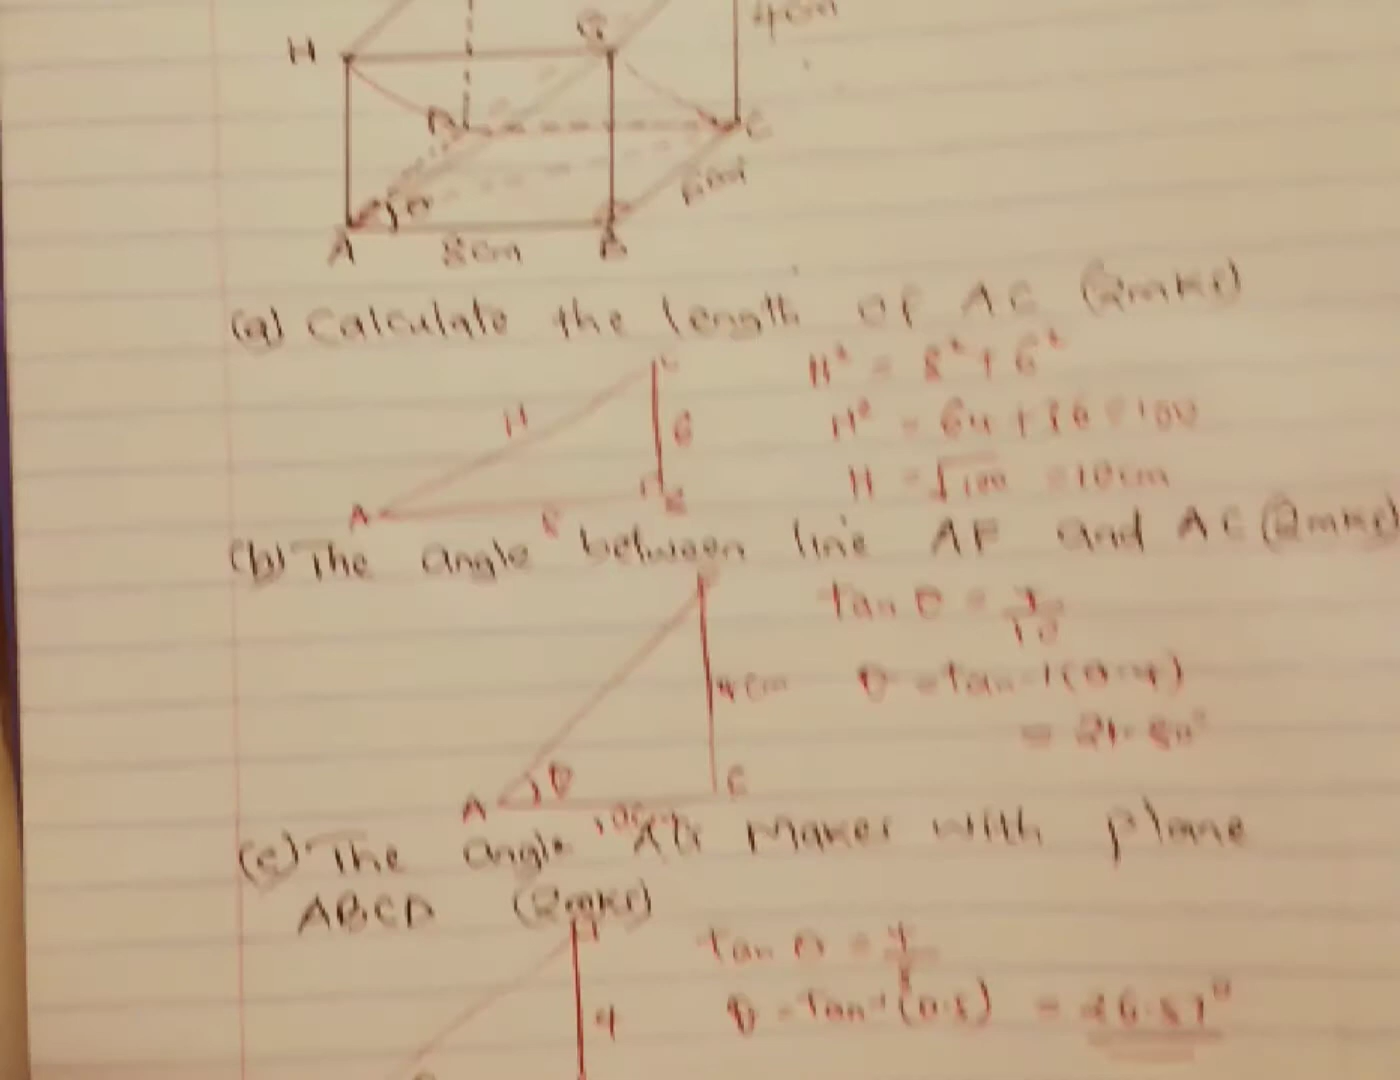 4cm
H G
D C
6cm
A 8cm B
(a) Calculate the length of AC (2mks)
H² = 8² + 6²
H 6
H² = 64 + 36 = 100
H = √100 = 10cm
A 8 B
(b) The angle between line AF and AC (2mks)
tan θ = 4/10
4cm θ = tan-1(0.4)
= 21.80°
A θ C
10cm
(c) The angle AG Makes with plane
ABCD (2mks)
tan θ = 4/8
4 θ = tan-1(0.5) = 26.57°